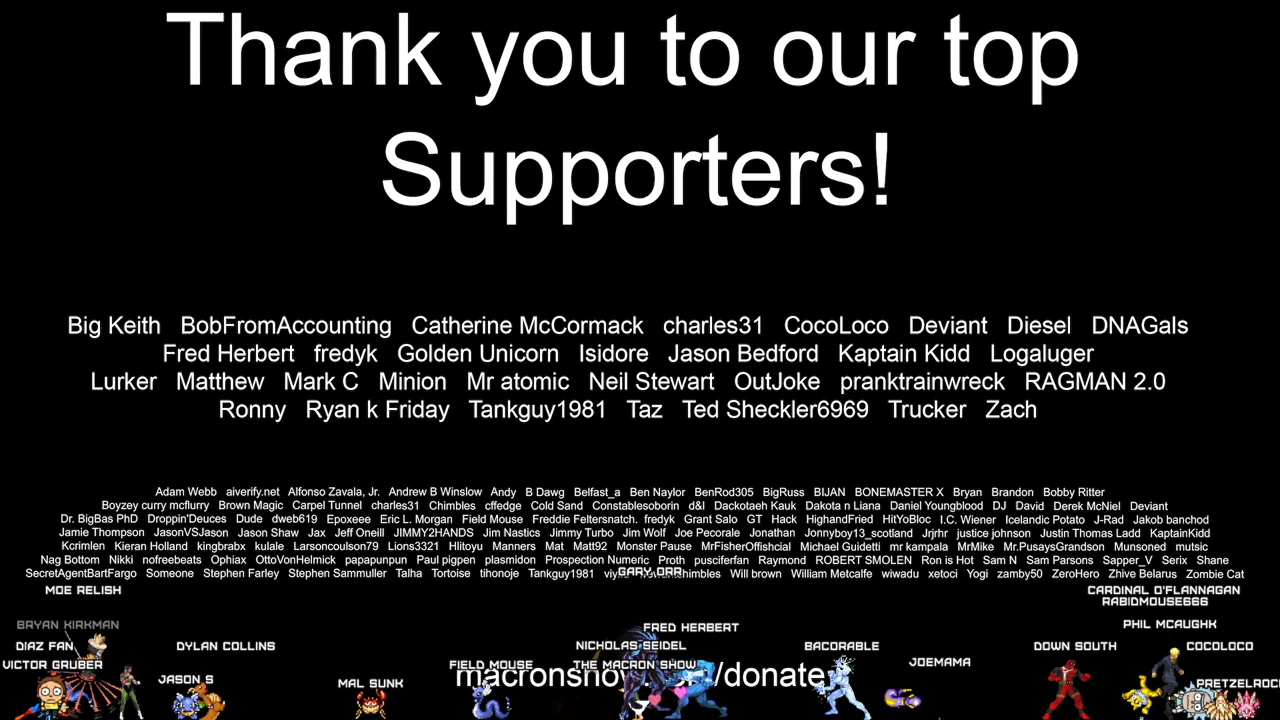 Thank you to our top
Supporters!
Big Keith BobFromAccounting Catherine McCormack charles31 CocoLoco Deviant Diesel DNAGals
Fred Herbert fredyk Golden Unicorn Isidore Jason Bedford Kaptain Kidd Logaluger
Lurker Matthew Mark C Minion Mr atomic Neil Stewart OutJoke pranktrainwreck RAGMAN 2.0
Ronny Ryan k Friday Tankguy1981 Taz Ted Sheckler6969 Trucker Zach
Adam Webb aiverify.net Alfonso Zavala, Jr. Andrew B Winslow Andy B Dawg Belfast_a Ben Naylor BenRod305 BigRuss BIJAN BONEMASTER X Bryan Brandon Bobby Ritter
Boyzey curry mcflurry Brown Magic Carpel Tunnel charles31 Chimbles cffedge Cold Sand Constablesoborin d&l Dackotaeh Kauk Dakota n Liana Daniel Youngblood DJ David Derek McNiel Deviant
Dr. BigBas PhD Droppin'Deuces Dude dweb619 Epoxeee Eric L. Morgan Field Mouse Freddie Feltersnatch. fredyk Grant Salo GT Hack HighandFried HitYoBloc I.C. Wiener Icelandic Potato J-Rad Jakob banchod
Jamie Thompson JasonVSJason Jason Shaw Jax Jeff Oneill JIMMY2HANDS Jim Nastics Jimmy Turbo Jim Wolf Joe Pecorale Jonathan Jonnyboy13_scotland Jrjrhr justice johnson Justin Thomas Ladd KaptainKidd
Kcrimlen Kieran Holland kingbrabx kulale Larsoncoulson79 Lions3321 Hlitoyu Manners Mat Matt92 Monster Pause MrFisherOffishcial Michael Guidetti mr kampala MrMike Mr.PusaysGrandson Munsoned mutsic
Nag Bottom Nikki nofreebeats Ophiax OttoVonHelmick papapunpun Paul pigpen plasmidon Prospection Numeric Proth pusciferfan Raymond ROBERT SMOLEN Ron is Hot Sam N Sam Parsons Sapper_V Serix Shane
SecretAgentBartFargo Someone Stephen Farley Stephen Sammuller Talha Tortoise tihonoje Tankguy1981 Will brown William Metcalfe wiwadu xetoci Yogi zamby50 ZeroHero Zhive Belarus Zombie Cat
GARY ORR
MOE RELISH
CARDINAL O'FLANNAGAN
RABIDMOUSE666
BRYAN KIRKMAN
FRED HERBERT
PHIL MCAUGHK
DIAZ FAN
DYLAN COLLINS
NICHOLAS SEIDEL
BACORABLE
DOWN SOUTH
COCOLOCO
VICTOR GRUBER
FIELD MOUSE
THE MACRON SHOW
JOEMAMA
JASON S
MAL SUNK
/donate